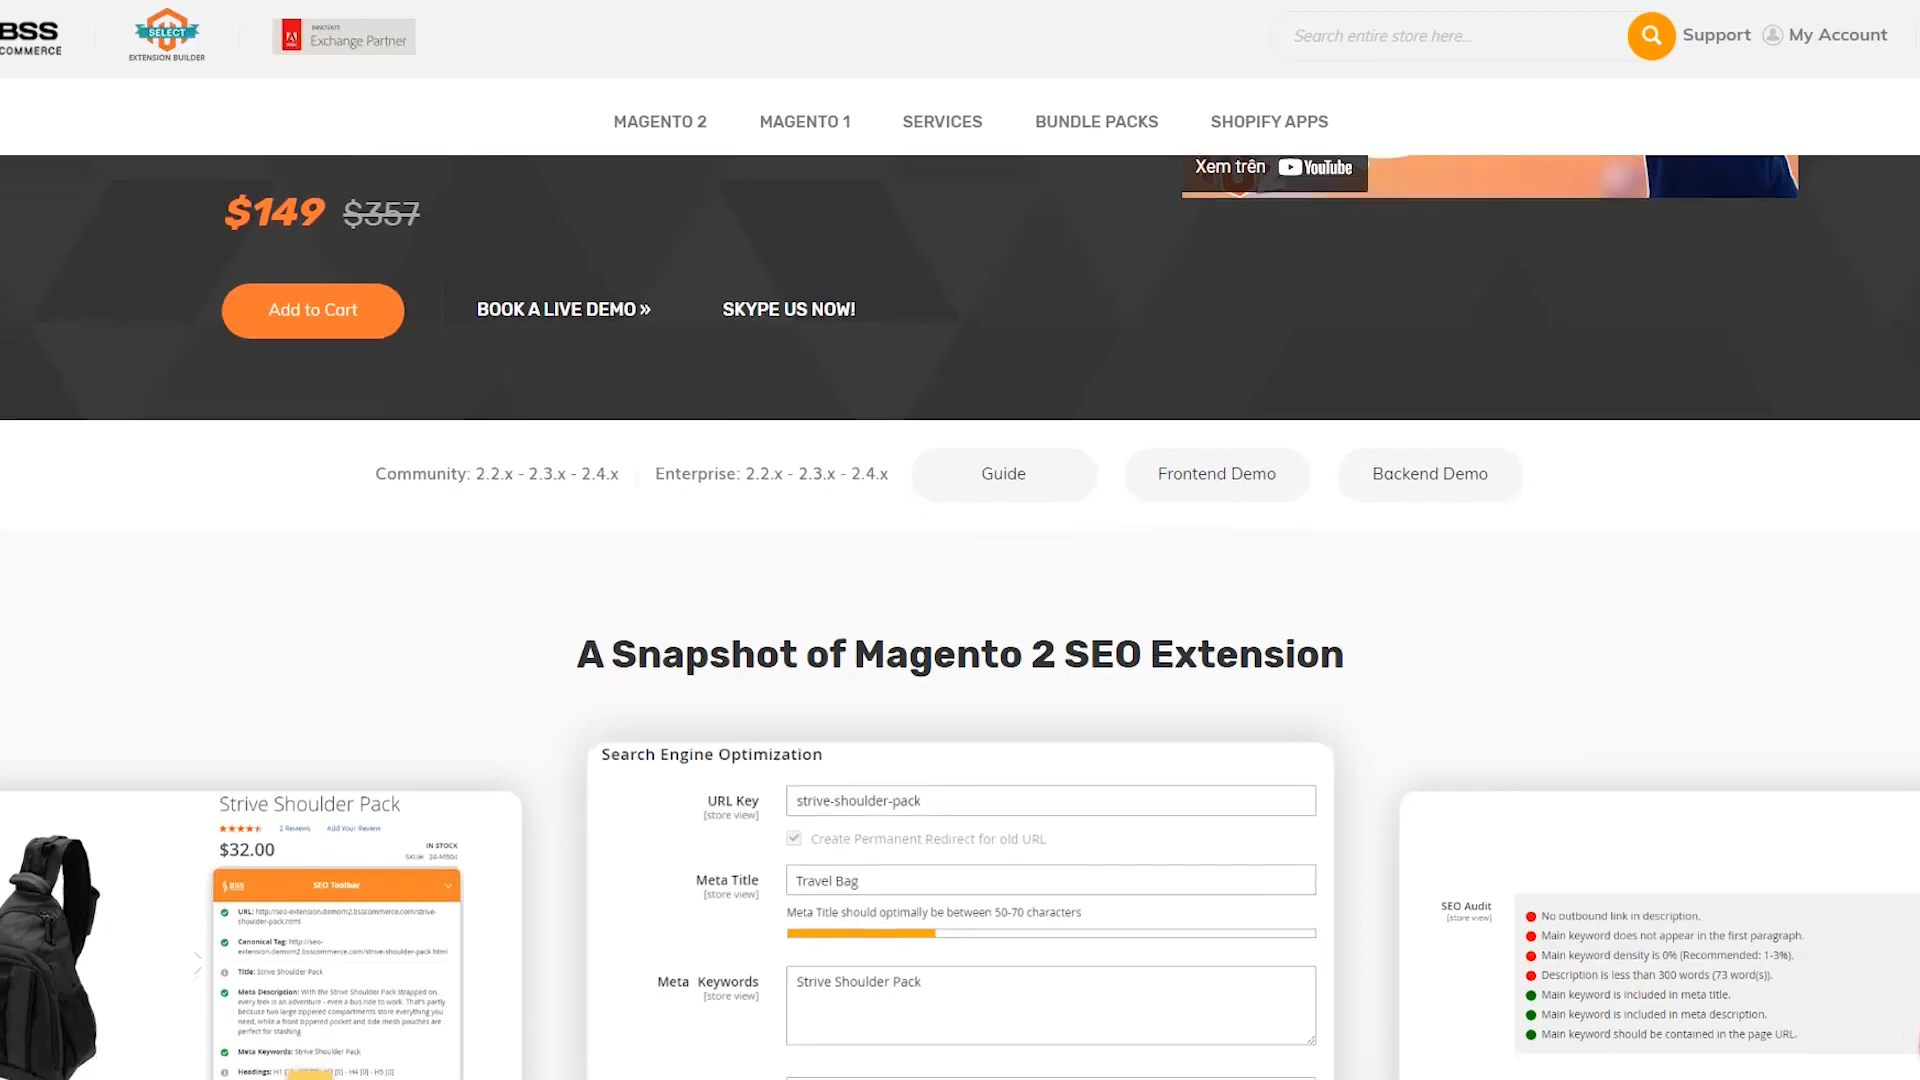 BSS
COMMERCE
SELECT
EXTENSION BUILDER
INNOVATE
Exchange Partner
Search entire store here...
Support
My Account
MAGENTO 2
MAGENTO 1
SERVICES
BUNDLE PACKS
SHOPIFY APPS
Xem trên YouTube
$149 $357
Add to Cart
BOOK A LIVE DEMO »
SKYPE US NOW!
Community: 2.2.x - 2.3.x - 2.4.x
Enterprise: 2.2.x - 2.3.x - 2.4.x
Guide
Frontend Demo
Backend Demo
A Snapshot of Magento 2 SEO Extension
Strive Shoulder Pack
2 Reviews Add Your Review
$32.00
IN STOCK
SKU#: 24-MB04
BSS
SEO Toolbar
URL: http://seo-extension.demom2.bsscommerce.com/strive-
shoulder-pack.html
Canonical Tag: http://seo-
extension.demom2.bsscommerce.com/strive-shoulder-pack.html
Title: Strive Shoulder Pack
Meta Description: With the Strive Shoulder Pack strapped on,
every trek is an adventure - even a bus ride to work. That's partly
because two large zippered compartments store everything you
need, while a front zippered pocket and side mesh pouches are
perfect for stashing
Meta Keywords: Strive Shoulder Pack
Headings: H1 [ [0] - H4 [0] - H5 [0]
Search Engine Optimization
URL Key
[store view]
strive-shoulder-pack
Create Permanent Redirect for old URL
Meta Title
[store view]
Travel Bag
Meta Title should optimally be between 50-70 characters
Meta Keywords
[store view]
Strive Shoulder Pack
SEO Audit
[store view]
No outbound link in description.
Main keyword does not appear in the first paragraph.
Main keyword density is 0% (Recommended: 1-3%).
Description is less than 300 words (73 word(s)).
Main keyword is included in meta title.
Main keyword is included in meta description.
Main keyword should be contained in the page URL.